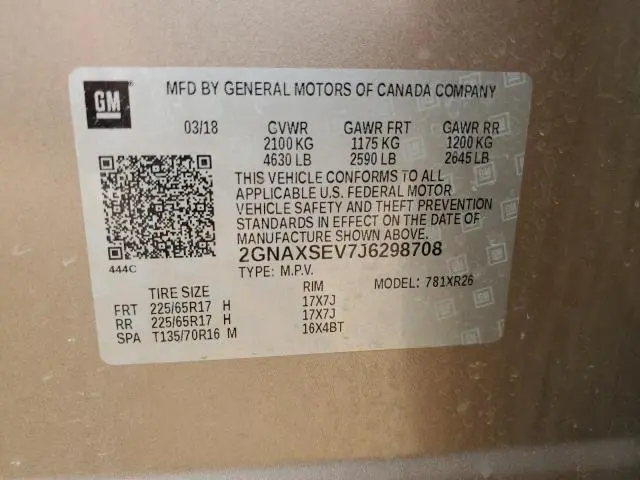 GM
MFD BY GENERAL MOTORS OF CANADA COMPANY
03/18 GVWR GAWR FRT GAWR RR
2100 KG 1175 KG 1200 KG
4630 LB 2590 LB 2645 LB
THIS VEHICLE CONFORMS TO ALL
APPLICABLE U.S. FEDERAL MOTOR
VEHICLE SAFETY AND THEFT PREVENTION
STANDARDS IN EFFECT ON THE DATE OF
MANUFACTURE SHOWN ABOVE.
444C 2GNAXSEV7J6298708
TYPE: M.P.V. MODEL: 781XR26
TIRE SIZE RIM
FRT 225/65R17 H 17X7J
RR 225/65R17 H 17X7J
SPA T135/70R16 M 16X4BT